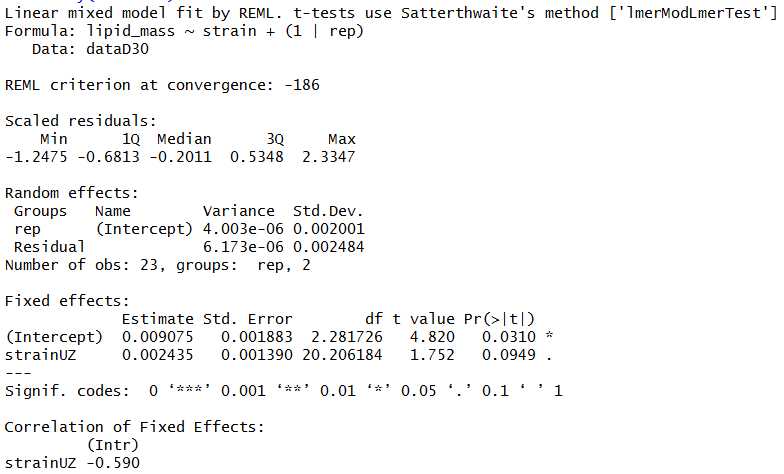 Linear mixed model fit by REML. t-tests use Satterthwaite's method ['lmerModLmerTest']
Formula: lipid_mass ~ strain + (1 | rep)
   Data: dataD30
REML criterion at convergence: -186
Scaled residuals:
    Min      1Q  Median      3Q     Max
-1.2475 -0.6813 -0.2011  0.5348  2.3347
Random effects:
 Groups   Name        Variance  Std.Dev.
 rep      (Intercept) 4.003e-06 0.002001
 Residual             6.173e-06 0.002484
Number of obs: 23, groups:  rep, 2
Fixed effects:
             Estimate Std. Error        df t value Pr(>|t|)
(Intercept)  0.009075   0.001883  2.281726   4.820   0.0310 *
strainUZ     0.002435   0.001390 20.206184   1.752   0.0949 .
---
Signif. codes:  0 ‘***’ 0.001 ‘**’ 0.01 ‘*’ 0.05 ‘.’ 0.1 ‘ ’ 1
Correlation of Fixed Effects:
         (Intr)
strainUZ -0.590